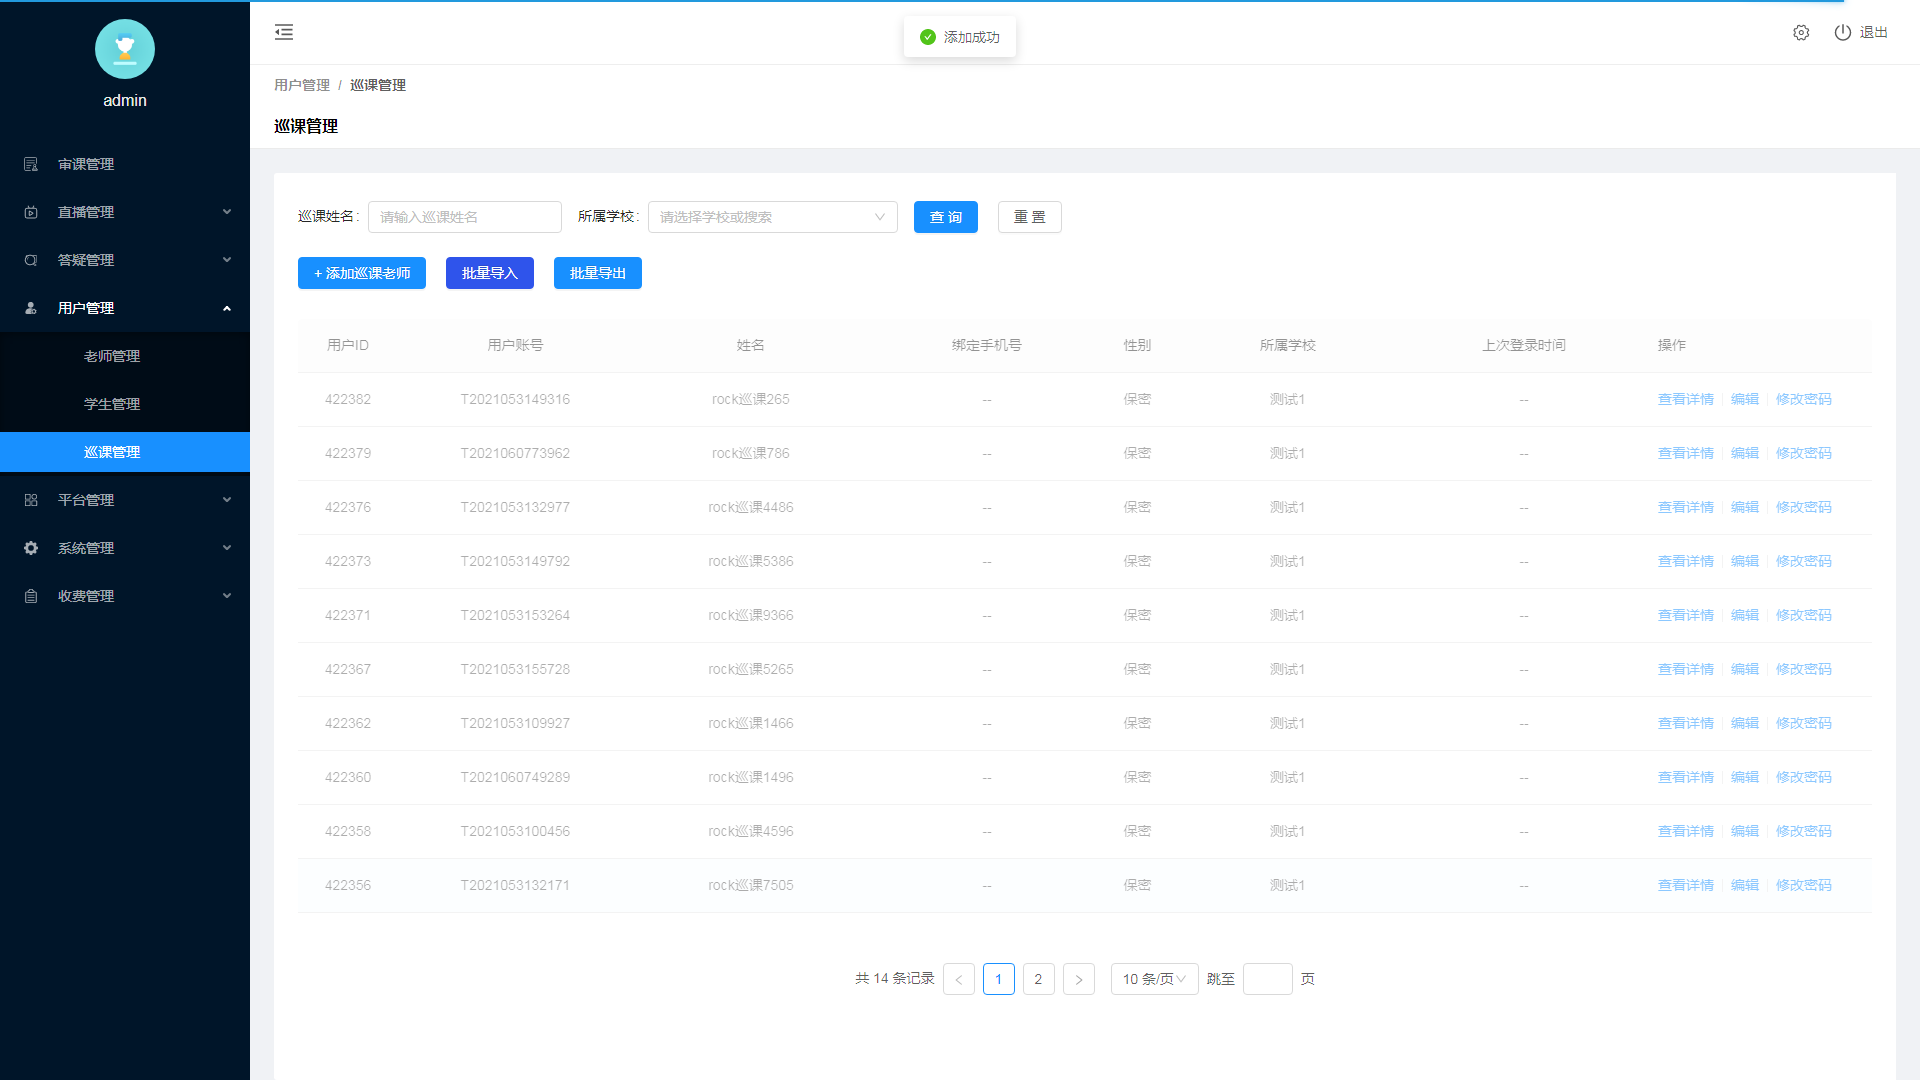 admin
审课管理
直播管理
答疑管理
用户管理
老师管理
学生管理
巡课管理
平台管理
系统管理
收费管理
添加成功
退出
用户管理 / 巡课管理
巡课管理
巡课姓名: 请输入巡课姓名 所属学校: 请选择学校或搜索 查 询 重 置
+ 添加巡课老师 批量导入 批量导出
用户ID 用户账号 姓名 绑定手机号 性别 所属学校 上次登录时间 操作
422382 T2021053149316 rock巡课265 -- 保密 测试1 -- 查看详情 编辑 修改密码
422379 T2021060773962 rock巡课786 -- 保密 测试1 -- 查看详情 编辑 修改密码
422376 T2021053132977 rock巡课4486 -- 保密 测试1 -- 查看详情 编辑 修改密码
422373 T2021053149792 rock巡课5386 -- 保密 测试1 -- 查看详情 编辑 修改密码
422371 T2021053153264 rock巡课9366 -- 保密 测试1 -- 查看详情 编辑 修改密码
422367 T2021053155728 rock巡课5265 -- 保密 测试1 -- 查看详情 编辑 修改密码
422362 T2021053109927 rock巡课1466 -- 保密 测试1 -- 查看详情 编辑 修改密码
422360 T2021060749289 rock巡课1496 -- 保密 测试1 -- 查看详情 编辑 修改密码
422358 T2021053100456 rock巡课4596 -- 保密 测试1 -- 查看详情 编辑 修改密码
422356 T2021053132171 rock巡课7505 -- 保密 测试1 -- 查看详情 编辑 修改密码
共 14 条记录 < 1 2 > 10 条/页 跳至 页